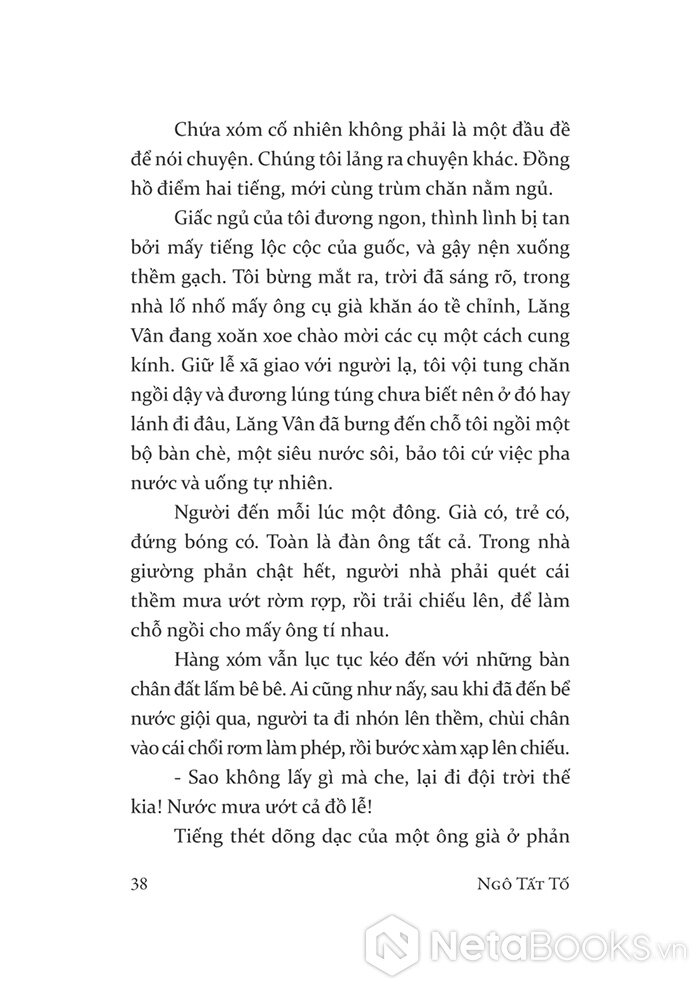 Chứa xóm cố nhiên không phải là một đầu đề
để nói chuyện. Chúng tôi lảng ra chuyện khác. Đồng
hồ điểm hai tiếng, mới cùng trùm chăn nằm ngủ.
Giấc ngủ của tôi đương ngon, thình lình bị tan
bởi mấy tiếng lộc cộc của guốc, và gậy nện xuống
thềm gạch. Tôi bừng mắt ra, trời đã sáng rõ, trong
nhà lố nhố mấy ông cụ già khăn áo tề chỉnh, Lăng
Vân đang xoăn xoe chào mời các cụ một cách cung
kính. Giữ lễ xã giao với người lạ, tôi vội tung chăn
ngồi dậy và đương lúng túng chưa biết nên ở đó hay
lánh đi đâu, Lăng Vân đã bưng đến chỗ tôi ngồi một
bộ bàn chè, một siêu nước sôi, bảo tôi cứ việc pha
nước và uống tự nhiên.
Người đến mỗi lúc một đông. Già có, trẻ có,
đứng bóng có. Toàn là đàn ông tất cả. Trong nhà
giường phản chật hết, người nhà phải quét cái
thềm mưa ướt rờm rợp, rồi trải chiếu lên, để làm
chỗ ngồi cho mấy ông tí nhau.
Hàng xóm vẫn lục tục kéo đến với những bàn
chân đất lấm bê bê. Ai cũng như nấy, sau khi đã đến bể
nước giội qua, người ta đi nhón lên thềm, chùi chân
vào cái chổi rơm làm phép, rồi bước xàm xạp lên chiếu.
- Sao không lấy gì mà che, lại đi đội trời thế
kia! Nước mưa ướt cả đồ lễ!
Tiếng thét dõng dạc của một ông già ở phản
38 Ngô Tất Tố
NetaBooks.vn